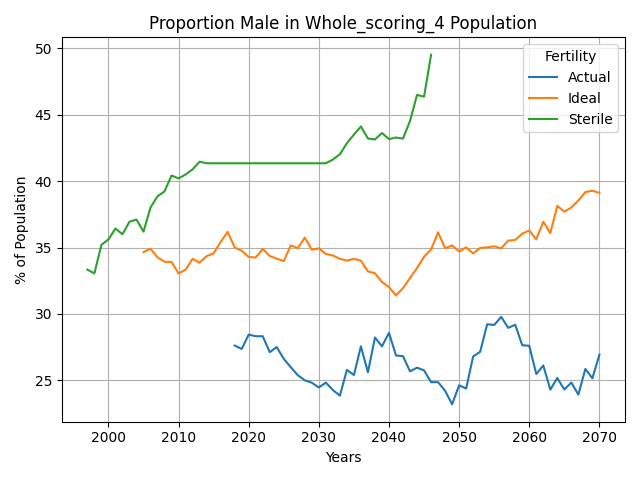 Proportion Male in Whole_scoring_4 Population
% of Population
50
45
40
35
30
25
Fertility
Actual
Ideal
Sterile
2000 2010 2020 2030 2040 2050 2060 2070
Years